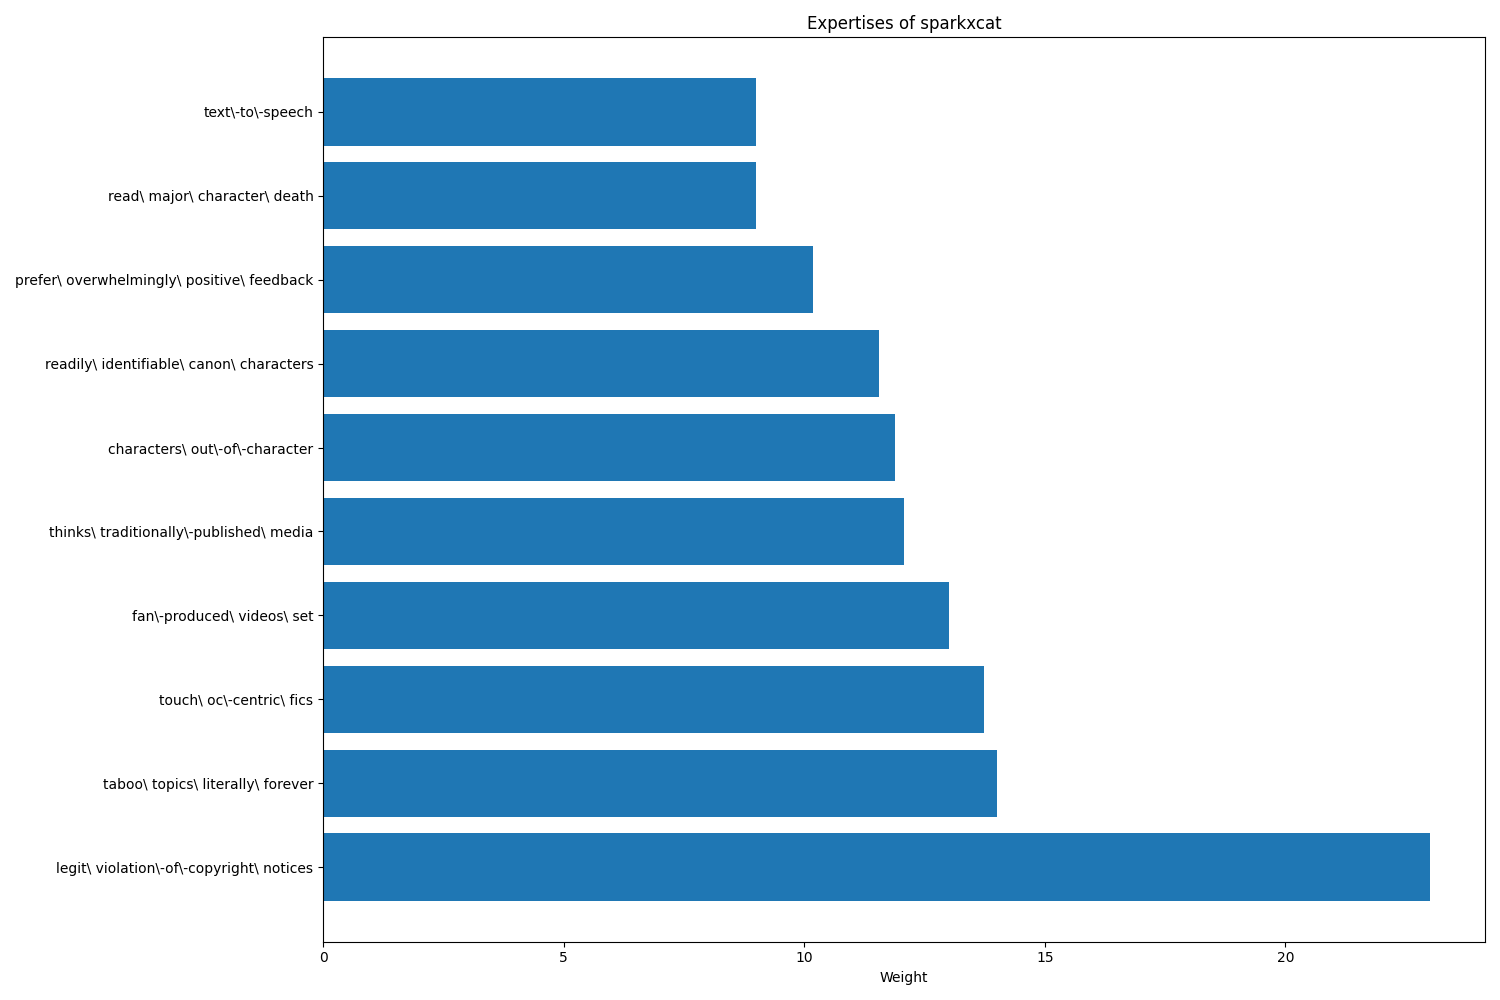 Expertises of sparkxcat
text\-to\-speech
read\ major\ character\ death
prefer\ overwhelmingly\ positive\ feedback
readily\ identifiable\ canon\ characters
characters\ out\-of\-character
thinks\ traditionally\-published\ media
fan\-produced\ videos\ set
touch\ oc\-centric\ fics
taboo\ topics\ literally\ forever
legit\ violation\-of\-copyright\ notices
0 5 10 15 20
Weight